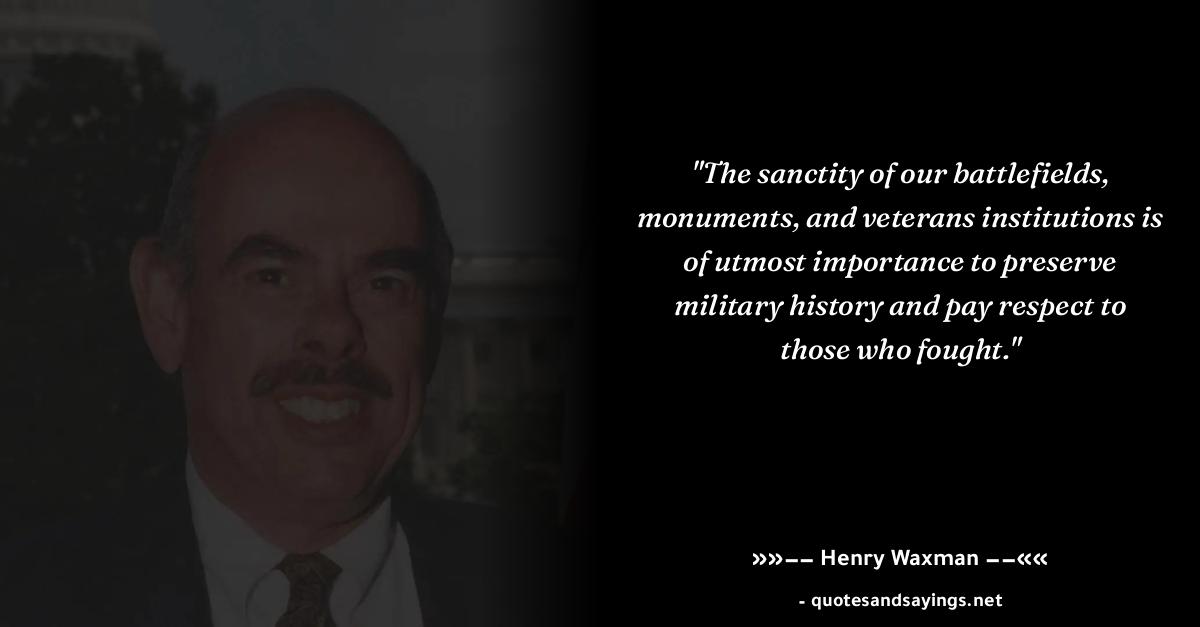 "The sanctity of our battlefields,
monuments, and veterans institutions is
of utmost importance to preserve
military history and pay respect to
those who fought."
»»−− Henry Waxman −−««
- quotesandsayings.net